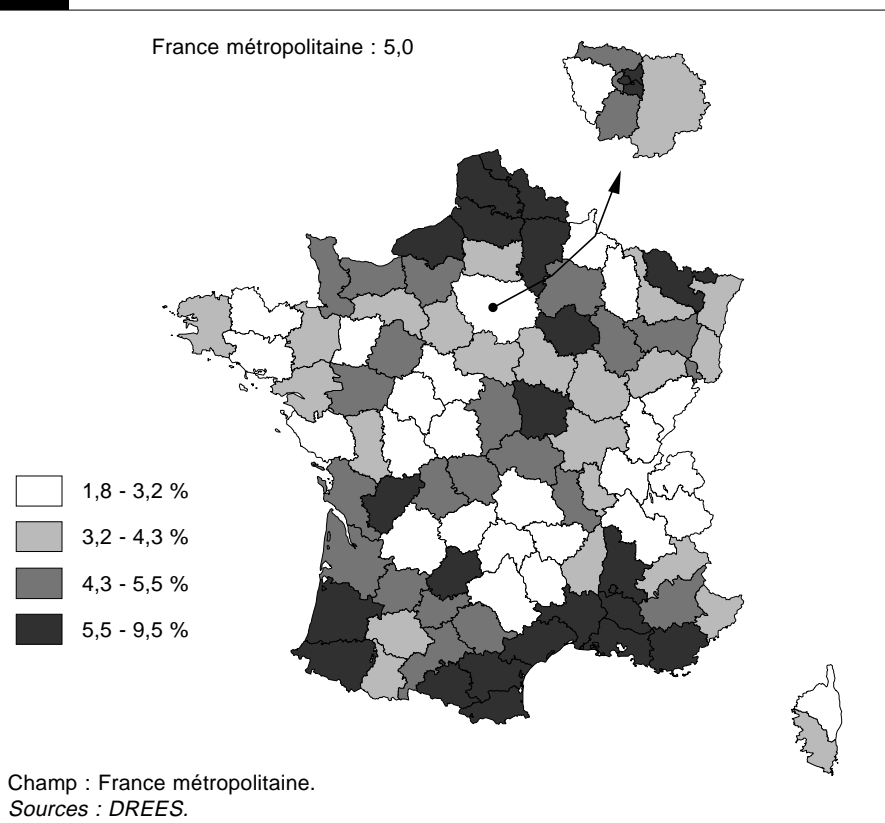 France métropolitaine : 5,0
1,8 - 3,2 %
3,2 - 4,3 %
4,3 - 5,5 %
5,5 - 9,5 %
Champ : France métropolitaine.
Sources : DREES.